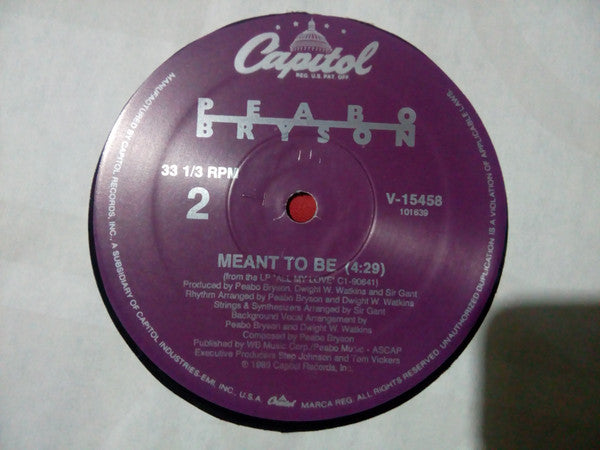 Capitol
REG. U.S. PAT. OFF.
PEABO
BRYSON
33 1/3 RPM
2
V-15458
101639
MEANT TO BE (4:29)
(from the LP "ALL MY LOVE" C1-90641)
Produced by Peabo Bryson, Dwight W. Watkins and Sir Gant
Rhythm Arranged by Peabo Bryson and Dwight W. Watkins
Strings & Synthesizers Arranged by Sir Gant
Background Vocal Arrangement by
Peabo Bryson and Dwight W. Watkins
Composed by Peabo Bryson
Published by WB Music Corp./Peabo Music - ASCAP
Executive Producers Step Johnson and Tom Vickers
℗ 1989 Capitol Records, Inc.
MANUFACTURED BY CAPITOL RECORDS, INC., A SUBSIDIARY OF CAPITOL INDUSTRIES-EMI, INC., U.S.A.
Capitol
MARCA REG. ALL RIGHTS RESERVED. UNAUTHORIZED DUPLICATION IS A VIOLATION OF APPLICABLE LAWS.